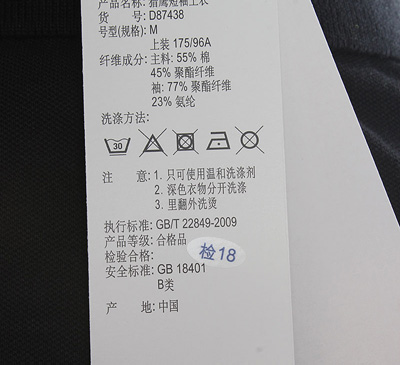 产品名称: 猎鹰短袖上衣
货 号: D87438
号型(规格): M
上装 175/96A
纤维成分: 主料: 55% 棉
45% 聚酯纤维
袖: 77% 聚酯纤维
23% 氨纶
洗涤方法:
30
注 意: 1. 只可使用温和洗涤剂
2. 深色衣物分开洗涤
3. 里翻外洗烫
执行标准: GB/T 22849-2009
产品等级: 合格品
检验合格: 检18
安全标准: GB 18401
B类
产 地: 中国